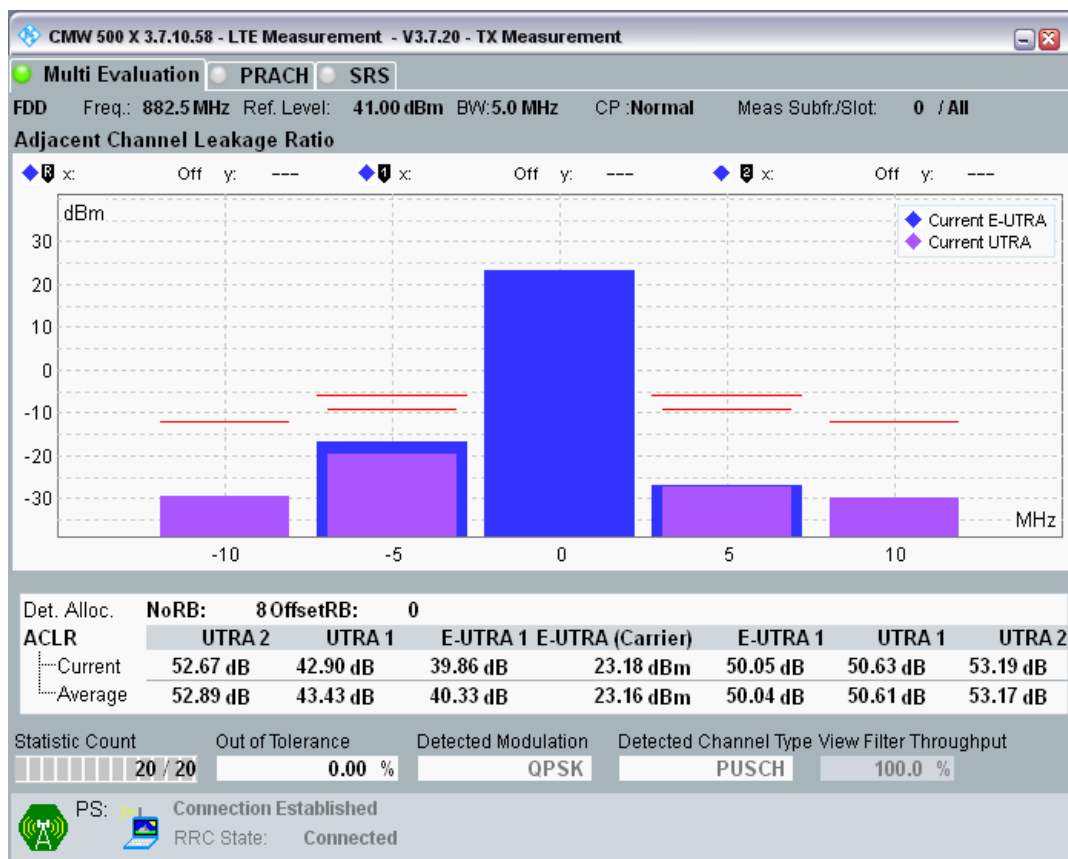 CMW 500 X 3.7.10.58 - LTE Measurement - V3.7.20 - TX Measurement
Multi Evaluation PRACH SRS
FDD Freq.: 882.5 MHz Ref. Level: 41.00 dBm BW:5.0 MHz CP :Normal Meas Subfr./Slot: 0 / All
Adjacent Channel Leakage Ratio
R x: Off y: --- 1 x: Off y: --- 2 x: Off y: ---
dBm
Current E-UTRA
Current UTRA
30
20
10
0
-10
-20
-30
MHz
-10 -5 0 5 10
Det. Alloc. NoRB: 8 OffsetRB: 0
ACLR UTRA 2 UTRA 1 E-UTRA 1 E-UTRA (Carrier) E-UTRA 1 UTRA 1 UTRA 2
Current 52.67 dB 42.90 dB 39.86 dB 23.18 dBm 50.05 dB 50.63 dB 53.19 dB
Average 52.89 dB 43.43 dB 40.33 dB 23.16 dBm 50.04 dB 50.61 dB 53.17 dB
Statistic Count Out of Tolerance Detected Modulation Detected Channel Type View Filter Throughput
20 / 20 0.00 % QPSK PUSCH 100.0 %
PS: Connection Established
RRC State: Connected